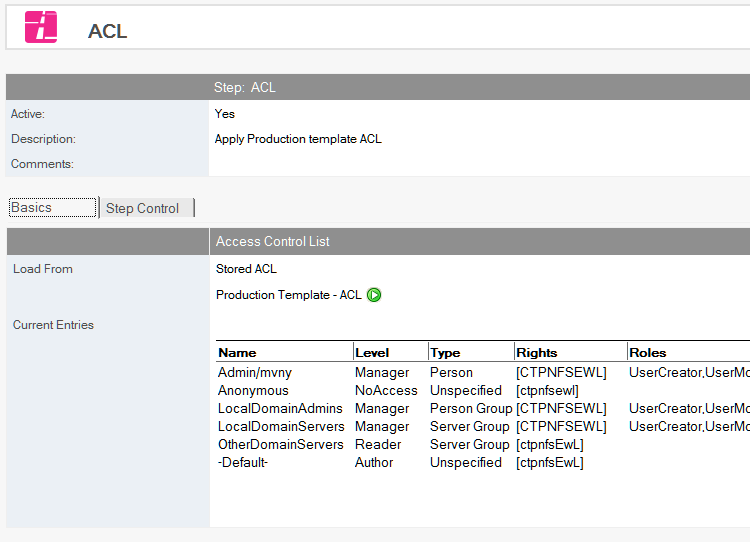 ACL
Step: ACL
Active: Yes
Description: Apply Production template ACL
Comments:
Basics Step Control
Access Control List
Load From Stored ACL
Production Template - ACL
Current Entries
Name Level Type Rights Roles
Admin/mvny Manager Person [CTPNFSEWL] UserCreator,UserMo
Anonymous NoAccess Unspecified [ctpnfsewl]
LocalDomainAdmins Manager Person Group [CTPNFSEWL] UserCreator,UserMo
LocalDomainServers Manager Server Group [CTPNFSEWL] UserCreator,UserMo
OtherDomainServers Reader Server Group [ctpnfsEwL]
-Default- Author Unspecified [ctpnfsEwL]